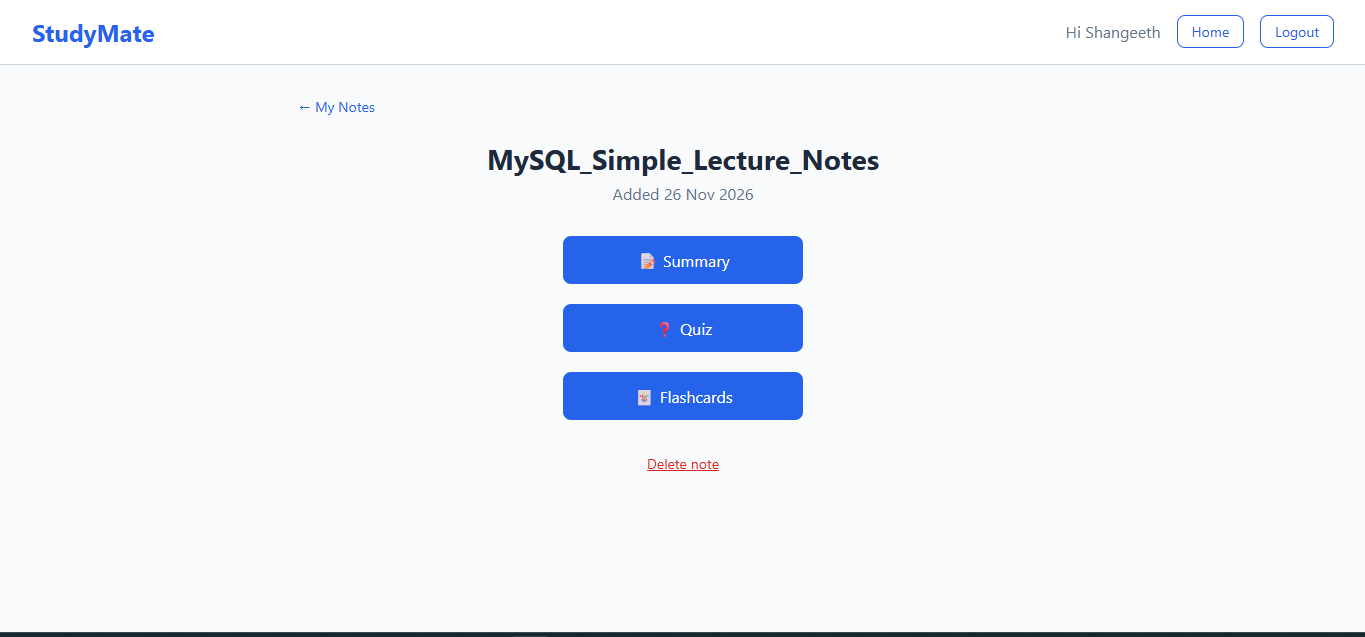 StudyMate
Hi Shangeeth
Home
Logout
← My Notes
MySQL_Simple_Lecture_Notes
Added 26 Nov 2026
📝 Summary
❓ Quiz
🃏 Flashcards
Delete note